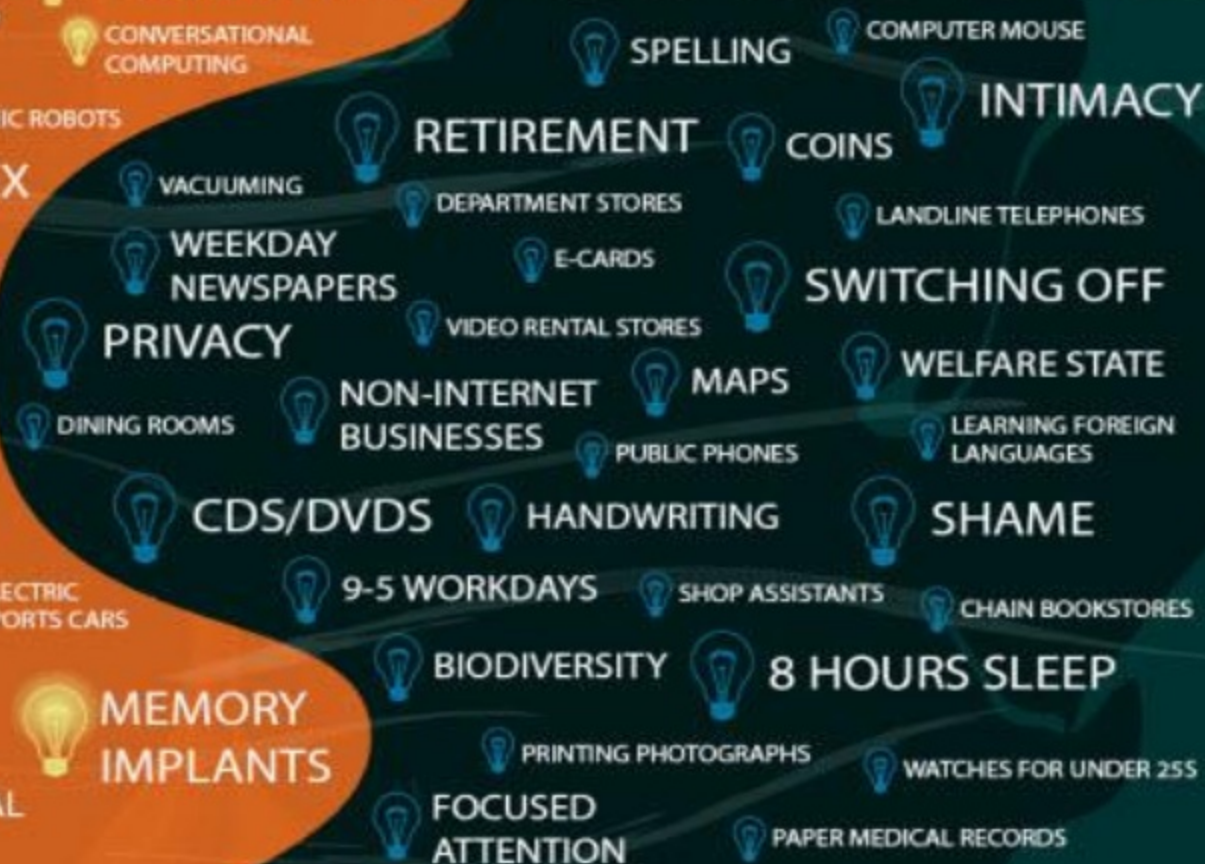 CONVERSATIONAL
COMPUTING
SPELLING
COMPUTER MOUSE
INTIMACY
IC ROBOTS
RETIREMENT
COINS
X
VACUUMING
DEPARTMENT STORES
LANDLINE TELEPHONES
WEEKDAY
NEWSPAPERS
E-CARDS
SWITCHING OFF
PRIVACY
VIDEO RENTAL STORES
WELFARE STATE
NON-INTERNET
BUSINESSES
MAPS
DINING ROOMS
PUBLIC PHONES
LEARNING FOREIGN
LANGUAGES
CDS/DVDS
HANDWRITING
SHAME
ECTRIC
PORTS CARS
9-5 WORKDAYS
SHOP ASSISTANTS
CHAIN BOOKSTORES
BIODIVERSITY
8 HOURS SLEEP
MEMORY
IMPLANTS
PRINTING PHOTOGRAPHS
WATCHES FOR UNDER 25S
AL
FOCUSED
ATTENTION
PAPER MEDICAL RECORDS